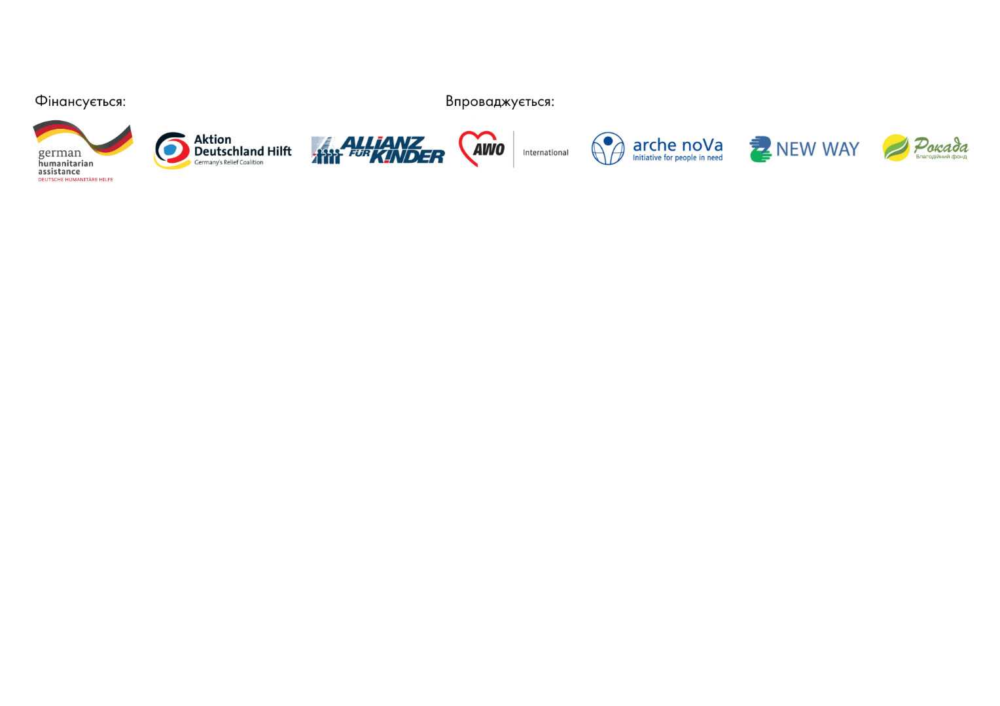 Фінансується:
german
humanitarian
assistance
DEUTSCHE HUMANITÄRE HILFE
Aktion
Deutschland Hilft
Germany's Relief Coalition
ALLIANZ
FÜR KINDER
Впроваджується:
AWO
International
arche noVa
Initiative for people in need
NEW WAY
Рокада
Благодійний фонд